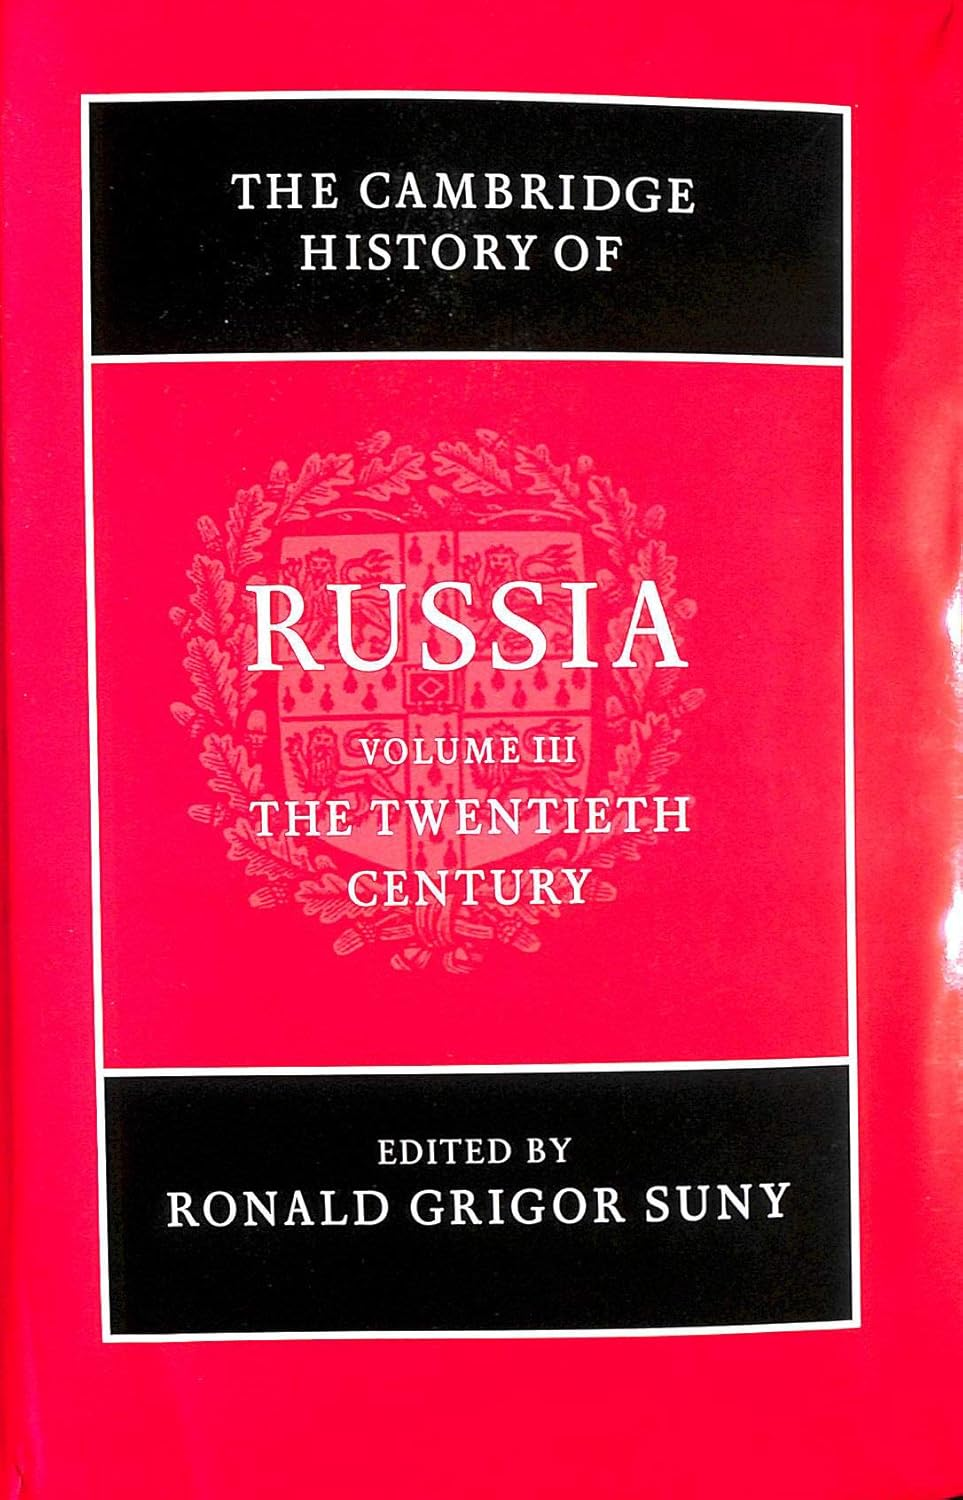 THE CAMBRIDGE
HISTORY OF
RUSSIA
VOLUME III
THE TWENTIETH
CENTURY
EDITED BY
RONALD GRIGOR SUNY